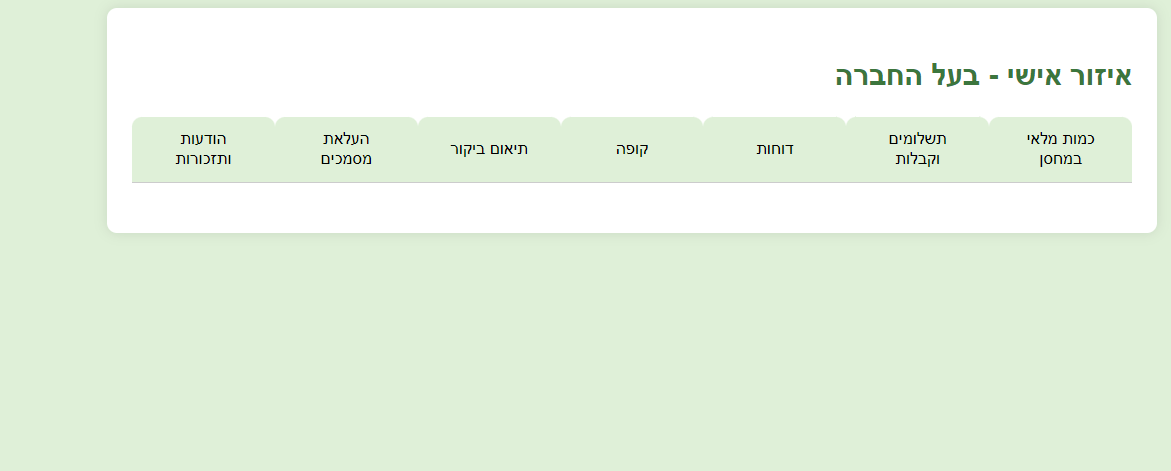 איזור אישי - בעל החברה
כמות מלאי
במחסן
תשלומים
וקבלות
דוחות
קופה
תיאום ביקור
העלאת
מסמכים
הודעות
ותזכורות